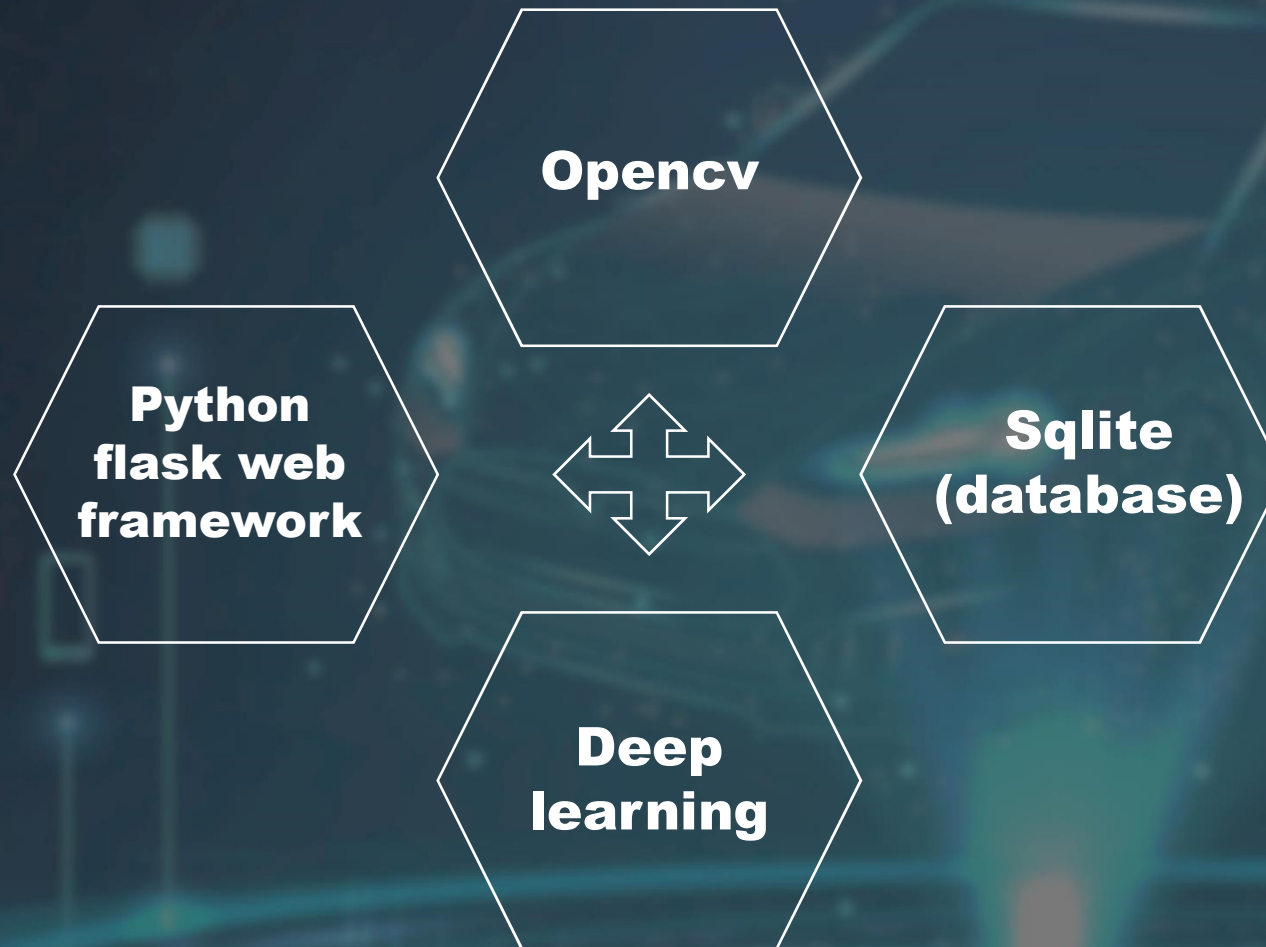 Opencv
Python
flask web
framework
Sqlite
(database)
Deep
learning